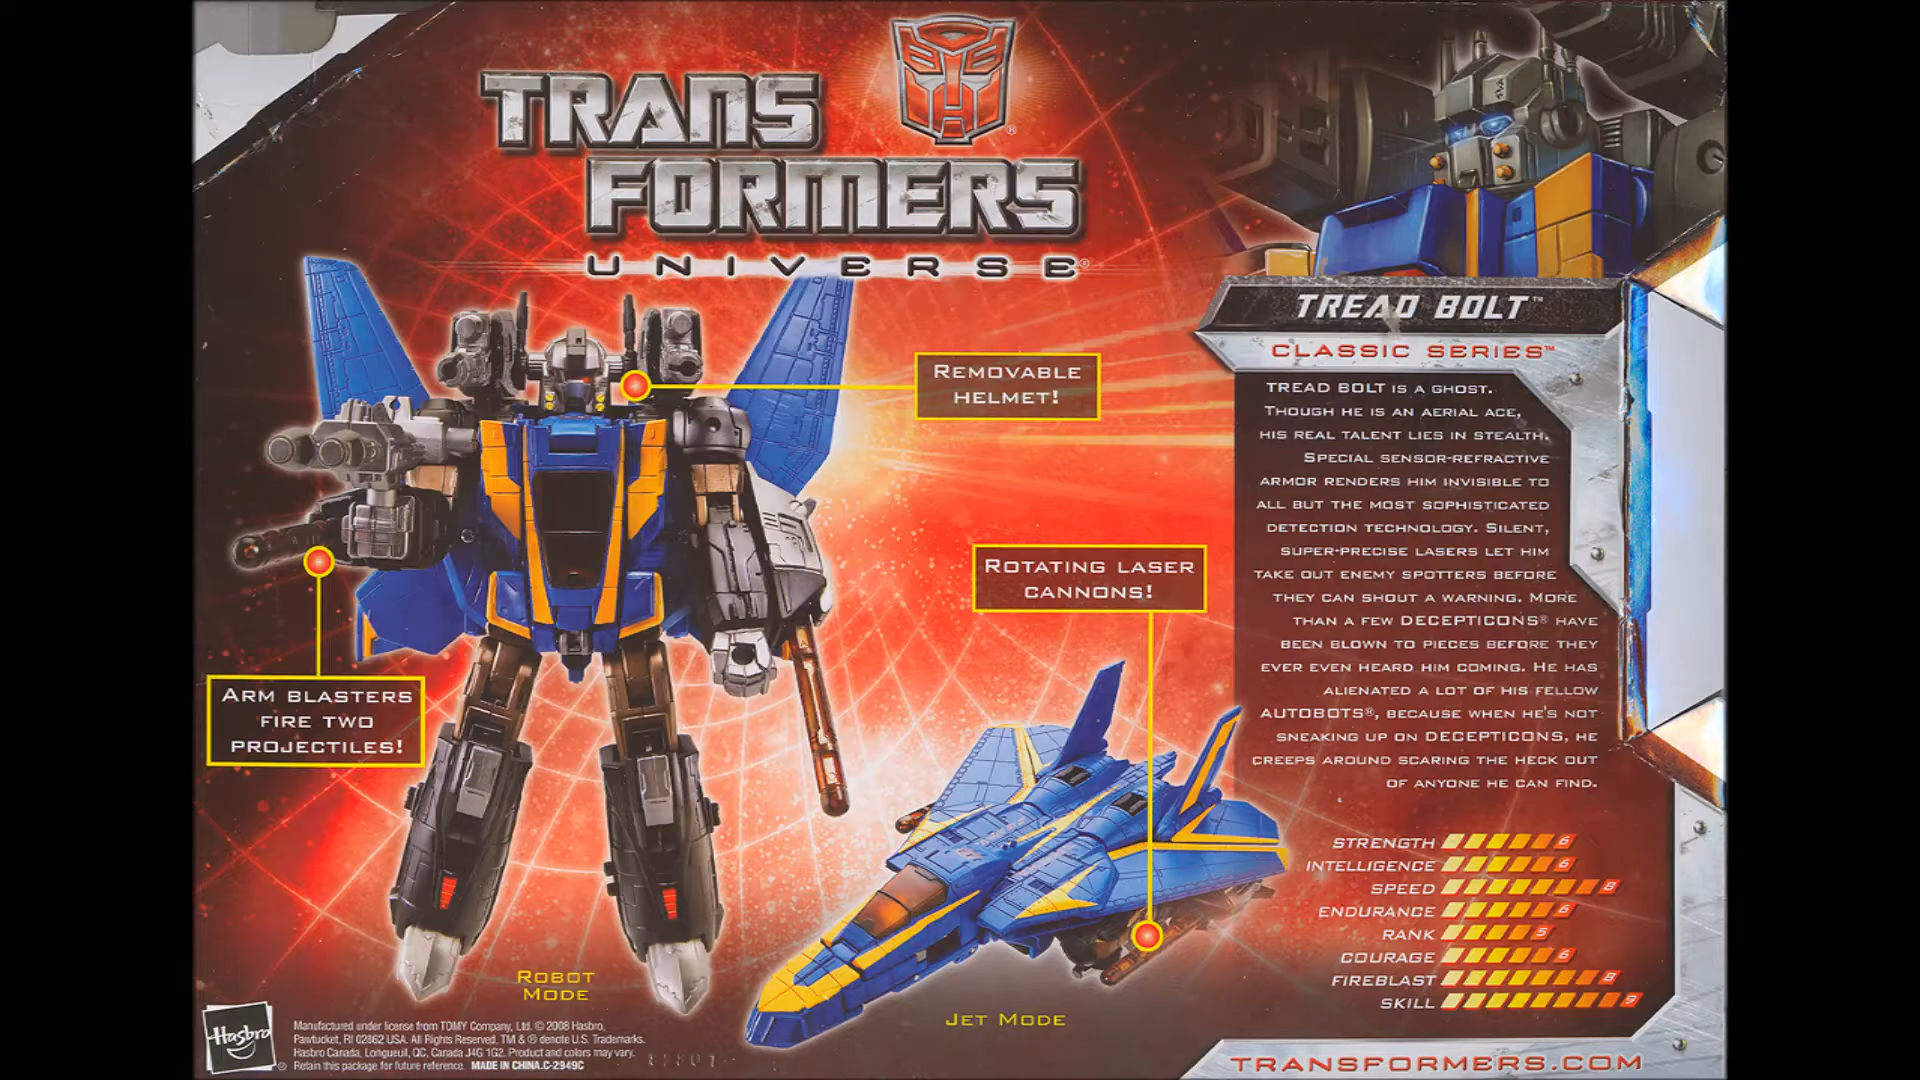 TRANS
FORMERS
®
UNIVERSE®
TREAD BOLT™
CLASSIC SERIES™
TREAD BOLT IS A GHOST.
THOUGH HE IS AN AERIAL ACE,
HIS REAL TALENT LIES IN STEALTH.
SPECIAL SENSOR-REFRACTIVE
ARMOR RENDERS HIM INVISIBLE TO
ALL BUT THE MOST SOPHISTICATED
DETECTION TECHNOLOGY. SILENT,
SUPER-PRECISE LASERS LET HIM
TAKE OUT ENEMY SPOTTERS BEFORE
THEY CAN SHOUT A WARNING. MORE
THAN A FEW DECEPTICONS® HAVE
BEEN BLOWN TO PIECES BEFORE THEY
EVER EVEN HEARD HIM COMING. HE HAS
ALIENATED A LOT OF HIS FELLOW
AUTOBOTS®, BECAUSE WHEN HE'S NOT
SNEAKING UP ON DECEPTICONS, HE
CREEPS AROUND SCARING THE HECK OUT
OF ANYONE HE CAN FIND.
REMOVABLE
HELMET!
ROTATING LASER
CANNONS!
ARM BLASTERS
FIRE TWO
PROJECTILES!
STRENGTH 6
INTELLIGENCE 6
SPEED 8
ENDURANCE 6
RANK 5
COURAGE 6
FIREBLAST 8
SKILL 9
ROBOT
MODE
JET MODE
Hasbro
®
Manufactured under license from TOMY Company, Ltd. © 2008 Hasbro,
Pawtucket, RI 02862 USA. All Rights Reserved. TM & ® denote U.S. Trademarks.
Hasbro Canada, Longueuil, QC, Canada J4G 1G2. Product and colors may vary.
Retain this package for future reference. MADE IN CHINA.C-2949C
TRANSFORMERS.COM